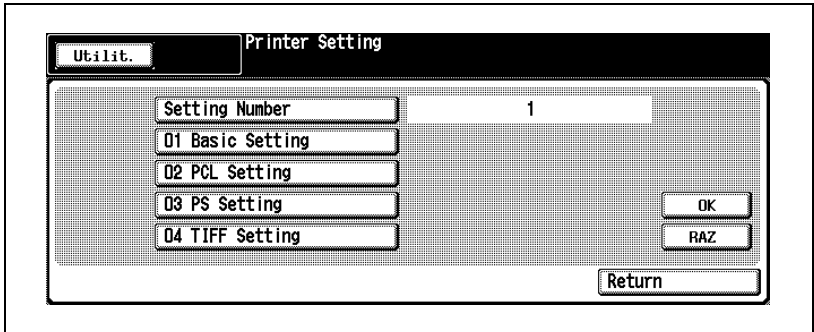 Utilit.
Printer Setting
Setting Number 1
01 Basic Setting
02 PCL Setting
03 PS Setting
OK
04 TIFF Setting
RAZ
Return